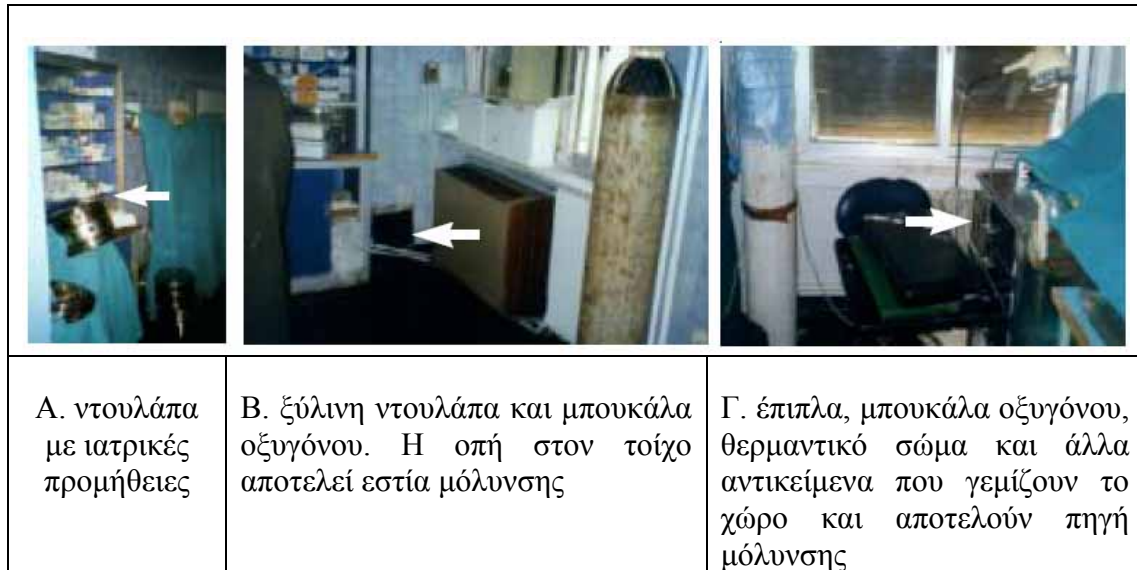 Α. ντουλάπα
με ιατρικές
προμήθειες
Β. ξύλινη ντουλάπα και μπουκάλα
οξυγόνου. Η οπή στον τοίχο
αποτελεί εστία μόλυνσης
Γ. έπιπλα, μπουκάλα οξυγόνου,
θερμαντικό σώμα και άλλα
αντικείμενα που γεμίζουν το
χώρο και αποτελούν πηγή
μόλυνσης